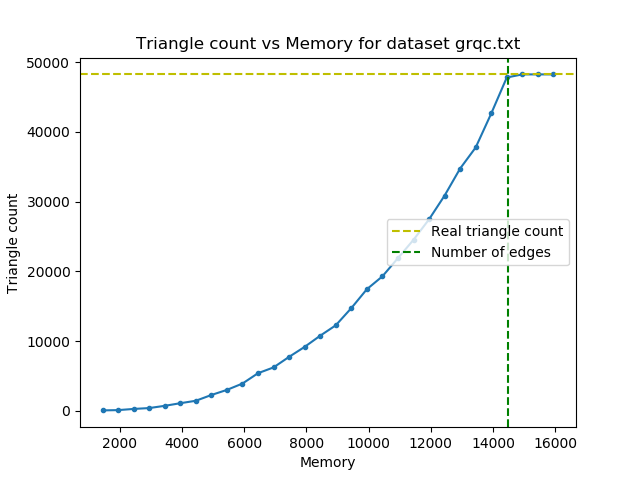 Triangle count vs Memory for dataset grqc.txt
50000
40000
30000
20000
10000
0
Triangle count
Real triangle count
Number of edges
2000 4000 6000 8000 10000 12000 14000 16000
Memory